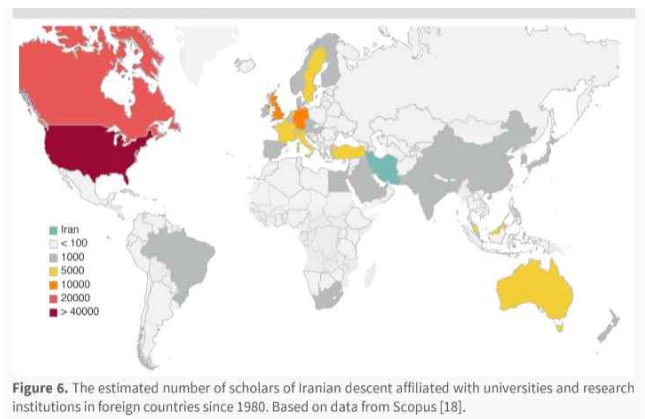 Iran
< 100
1000
5000
10000
20000
> 40000
Figure 6. The estimated number of scholars of Iranian descent affiliated with universities and research
institutions in foreign countries since 1980. Based on data from Scopus [18].